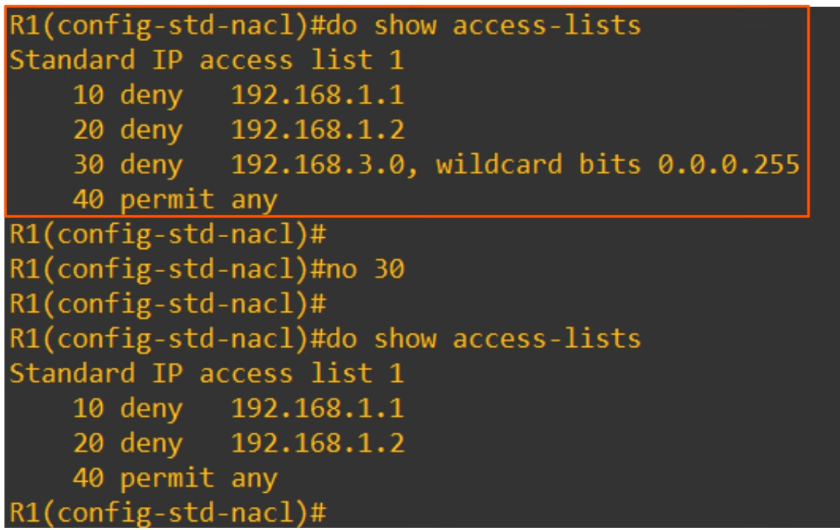 R1(config-std-nacl)#do show access-lists
Standard IP access list 1
    10 deny   192.168.1.1
    20 deny   192.168.1.2
    30 deny   192.168.3.0, wildcard bits 0.0.0.255
    40 permit any
R1(config-std-nacl)#
R1(config-std-nacl)#no 30
R1(config-std-nacl)#
R1(config-std-nacl)#do show access-lists
Standard IP access list 1
    10 deny   192.168.1.1
    20 deny   192.168.1.2
    40 permit any
R1(config-std-nacl)#